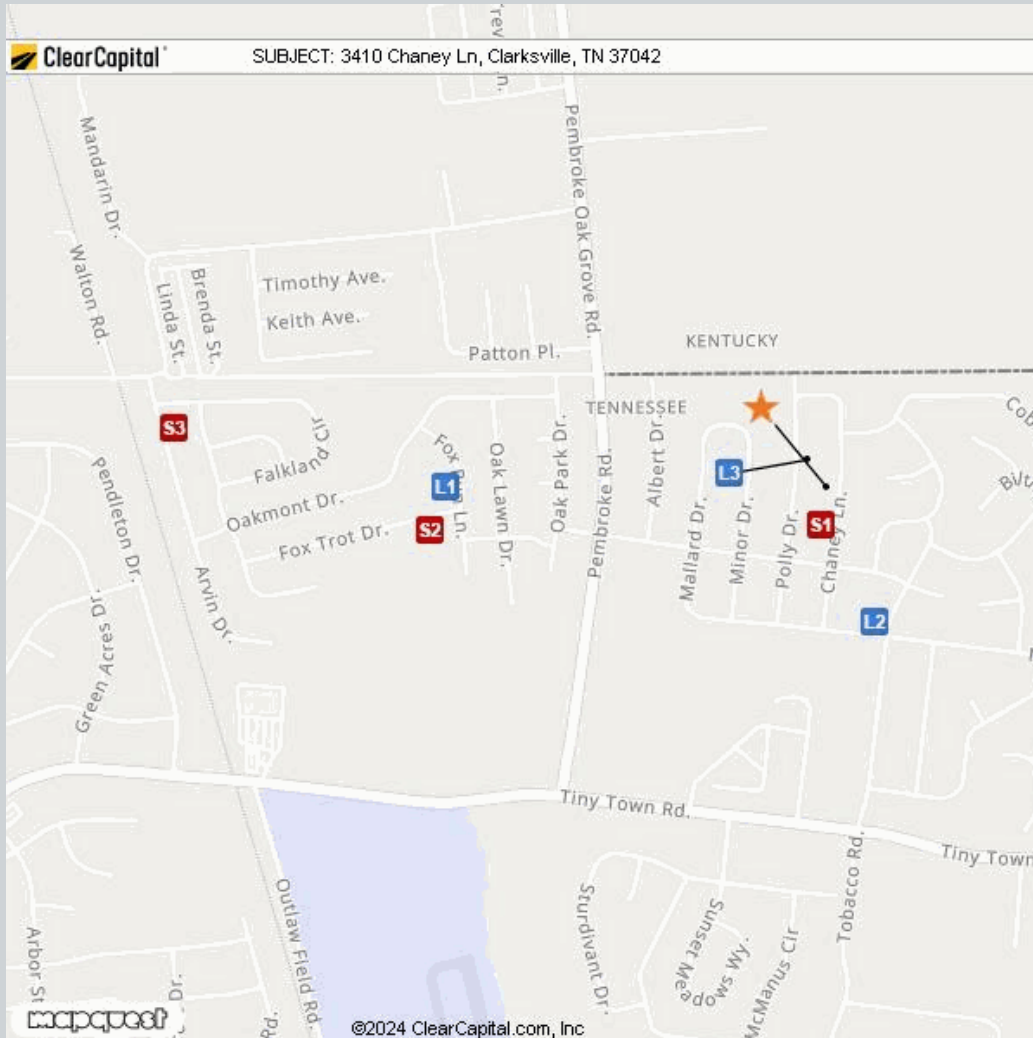 ClearCapital
SUBJECT: 3410 Chaney Ln, Clarksville, TN 37042
Pembroke Oak Grove Rd.
Mandarin Dr.
Walton Rd.
Linda St.
Brenda St.
Timothy Ave.
Keith Ave.
Patton Pl.
KENTUCKY
TENNESSEE
S3
Falkland Cir
L1
Oak Lawn Dr.
Oak Park Dr.
Albert Dr.
L3
Pendleton Dr.
Oakmont Dr.
S2
Fox Trot Dr.
Pembroke Rd.
Mallard Dr.
Minor Dr.
Polly Dr.
S1
Chaney Ln.
Arvin Dr.
L2
Green Acres Dr.
Tiny Town Rd.
Tiny Town
Tobacco Rd.
Outlaw Field Rd.
Sturdivant Dr.
Sunset Meadows Wy.
McManus Cir
Arbor St
Dr.
Rd.
mapquest
©2024 ClearCapital.com, Inc